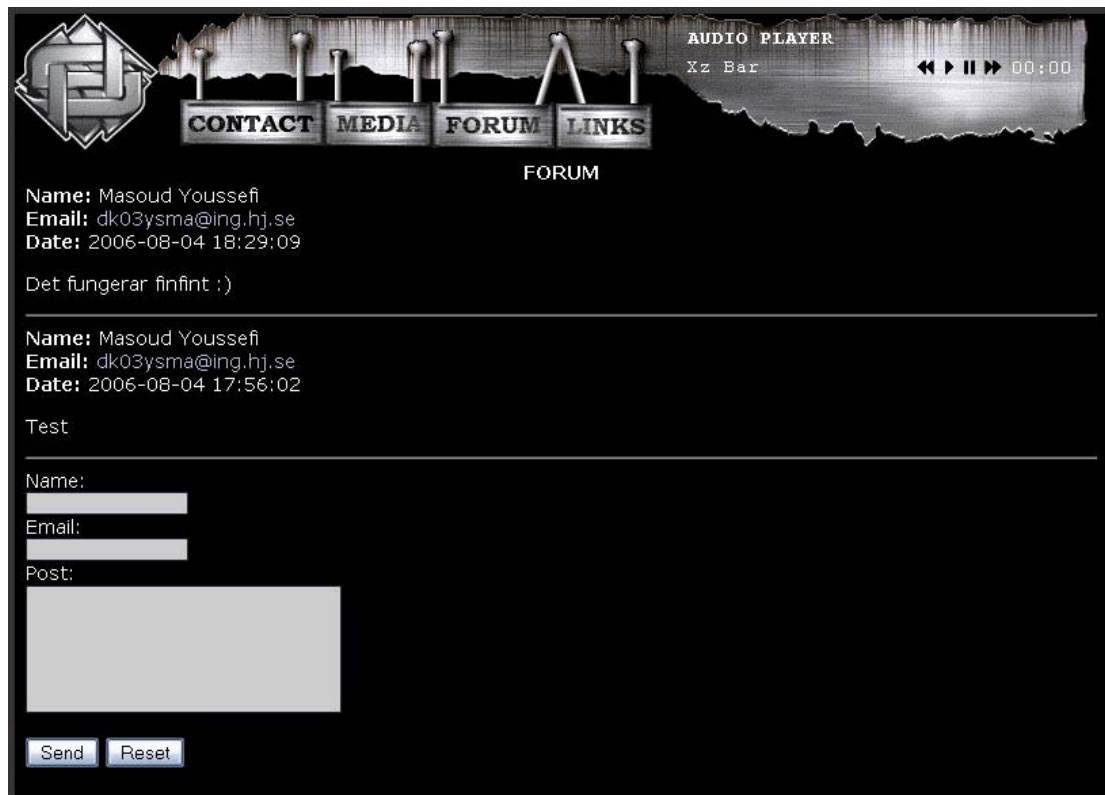 AUDIO PLAYER
Xz Bar 00:00
CONTACT MEDIA FORUM LINKS
FORUM
Name: Masoud Youssefi
Email: dk03ysma@ing.hj.se
Date: 2006-08-04 18:29:09
Det fungerar finfint :)
Name: Masoud Youssefi
Email: dk03ysma@ing.hj.se
Date: 2006-08-04 17:56:02
Test
Name:
Email:
Post:
Send Reset